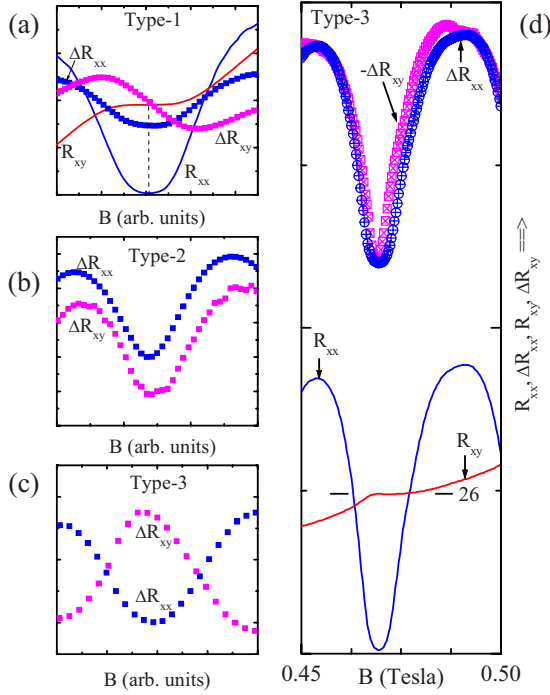 (a)
Type-1
ΔR_xx
R_xy
ΔR_xy
R_xx
B (arb. units)
(b)
Type-2
ΔR_xx
ΔR_xy
B (arb. units)
(c)
Type-3
ΔR_xy
ΔR_xx
B (arb. units)
Type-3
(d)
-ΔR_xy
ΔR_xx
R_xx
R_xy
26
0.45
0.50
B (Tesla)
R_xx, ΔR_xx, R_xy, ΔR_xy ==>